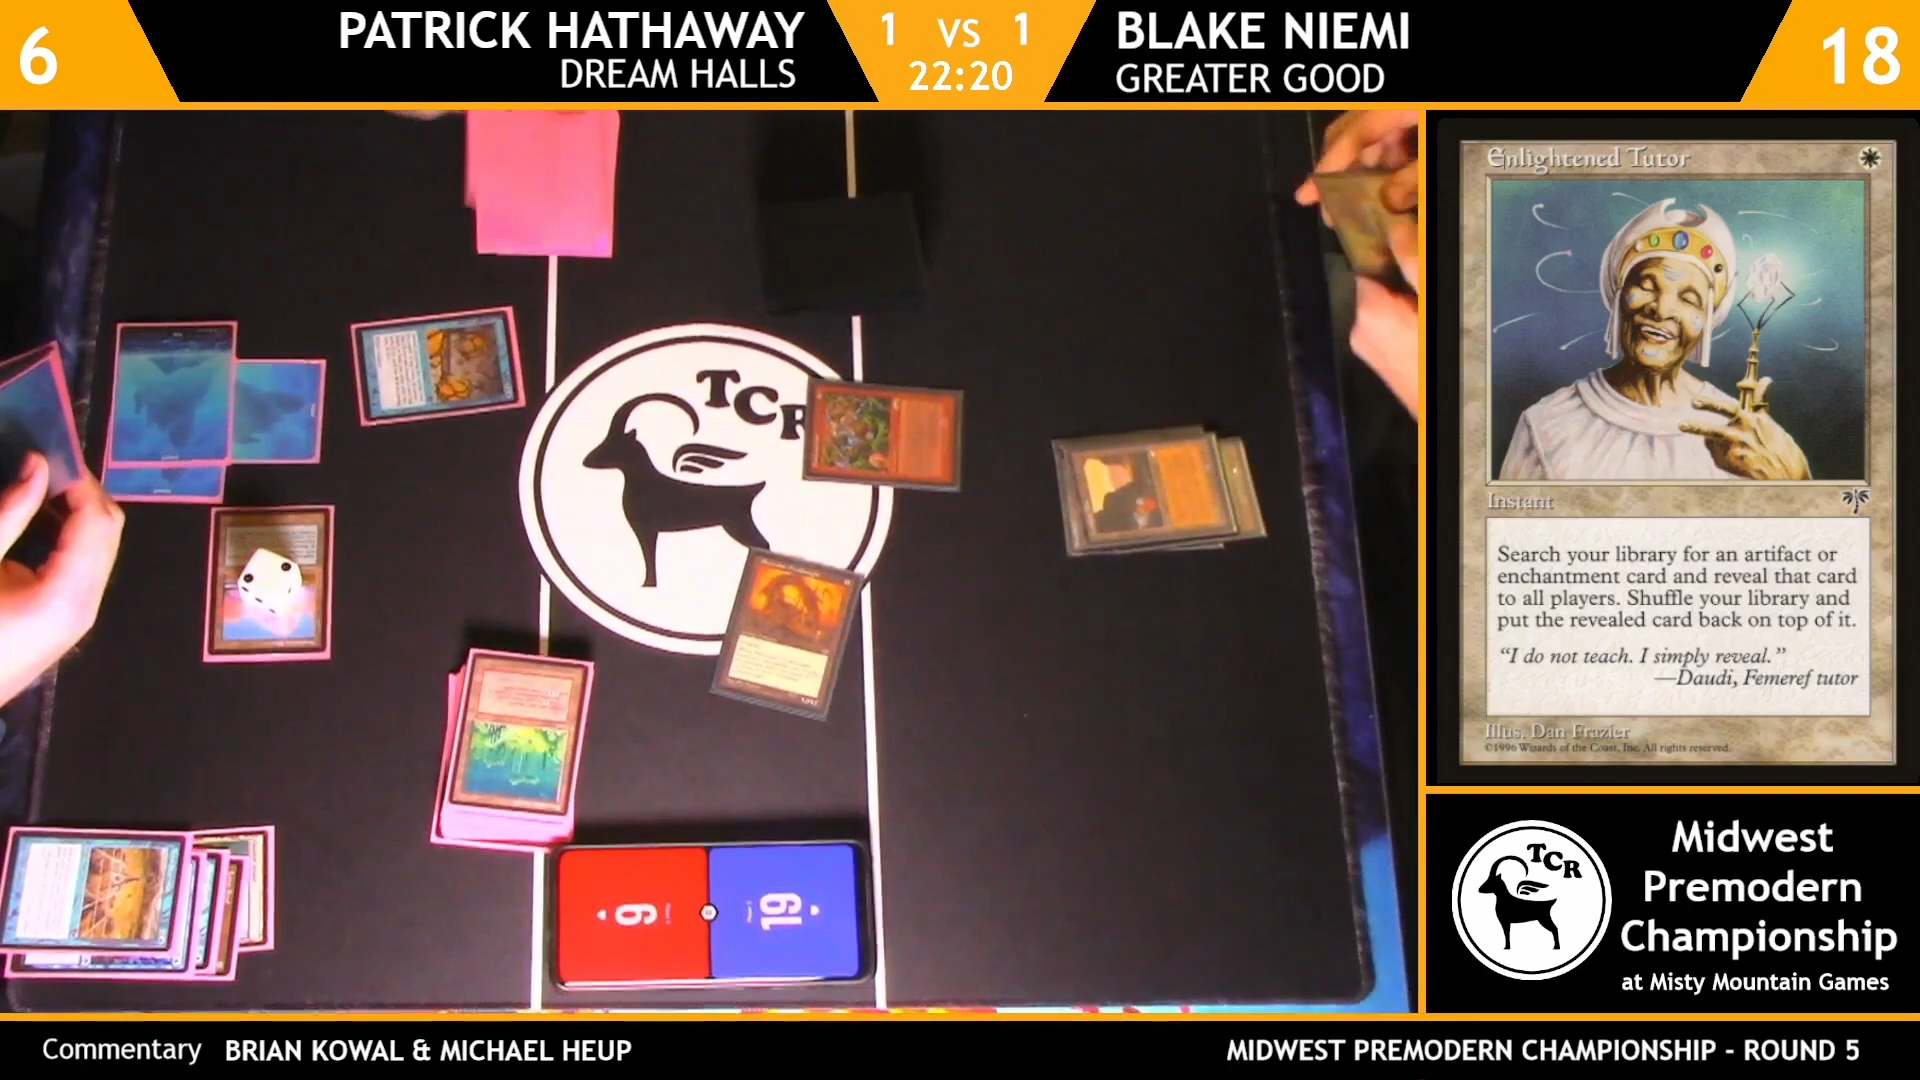 6
PATRICK HATHAWAY
DREAM HALLS
1 VS 1
22:20
BLAKE NIEMI
GREATER GOOD
18
TCR
9
19
Enlightened Tutor
Instant
Search your library for an artifact or
enchantment card and reveal that card
to all players. Shuffle your library and
put the revealed card back on top of it.
“I do not teach. I simply reveal.”
—Daudi, Femeref tutor
Illus. Dan Frazier
©1996 Wizards of the Coast, Inc. All rights reserved.
TCR
Midwest
Premodern
Championship
at Misty Mountain Games
Commentary BRIAN KOWAL & MICHAEL HEUP
MIDWEST PREMODERN CHAMPIONSHIP - ROUND 5